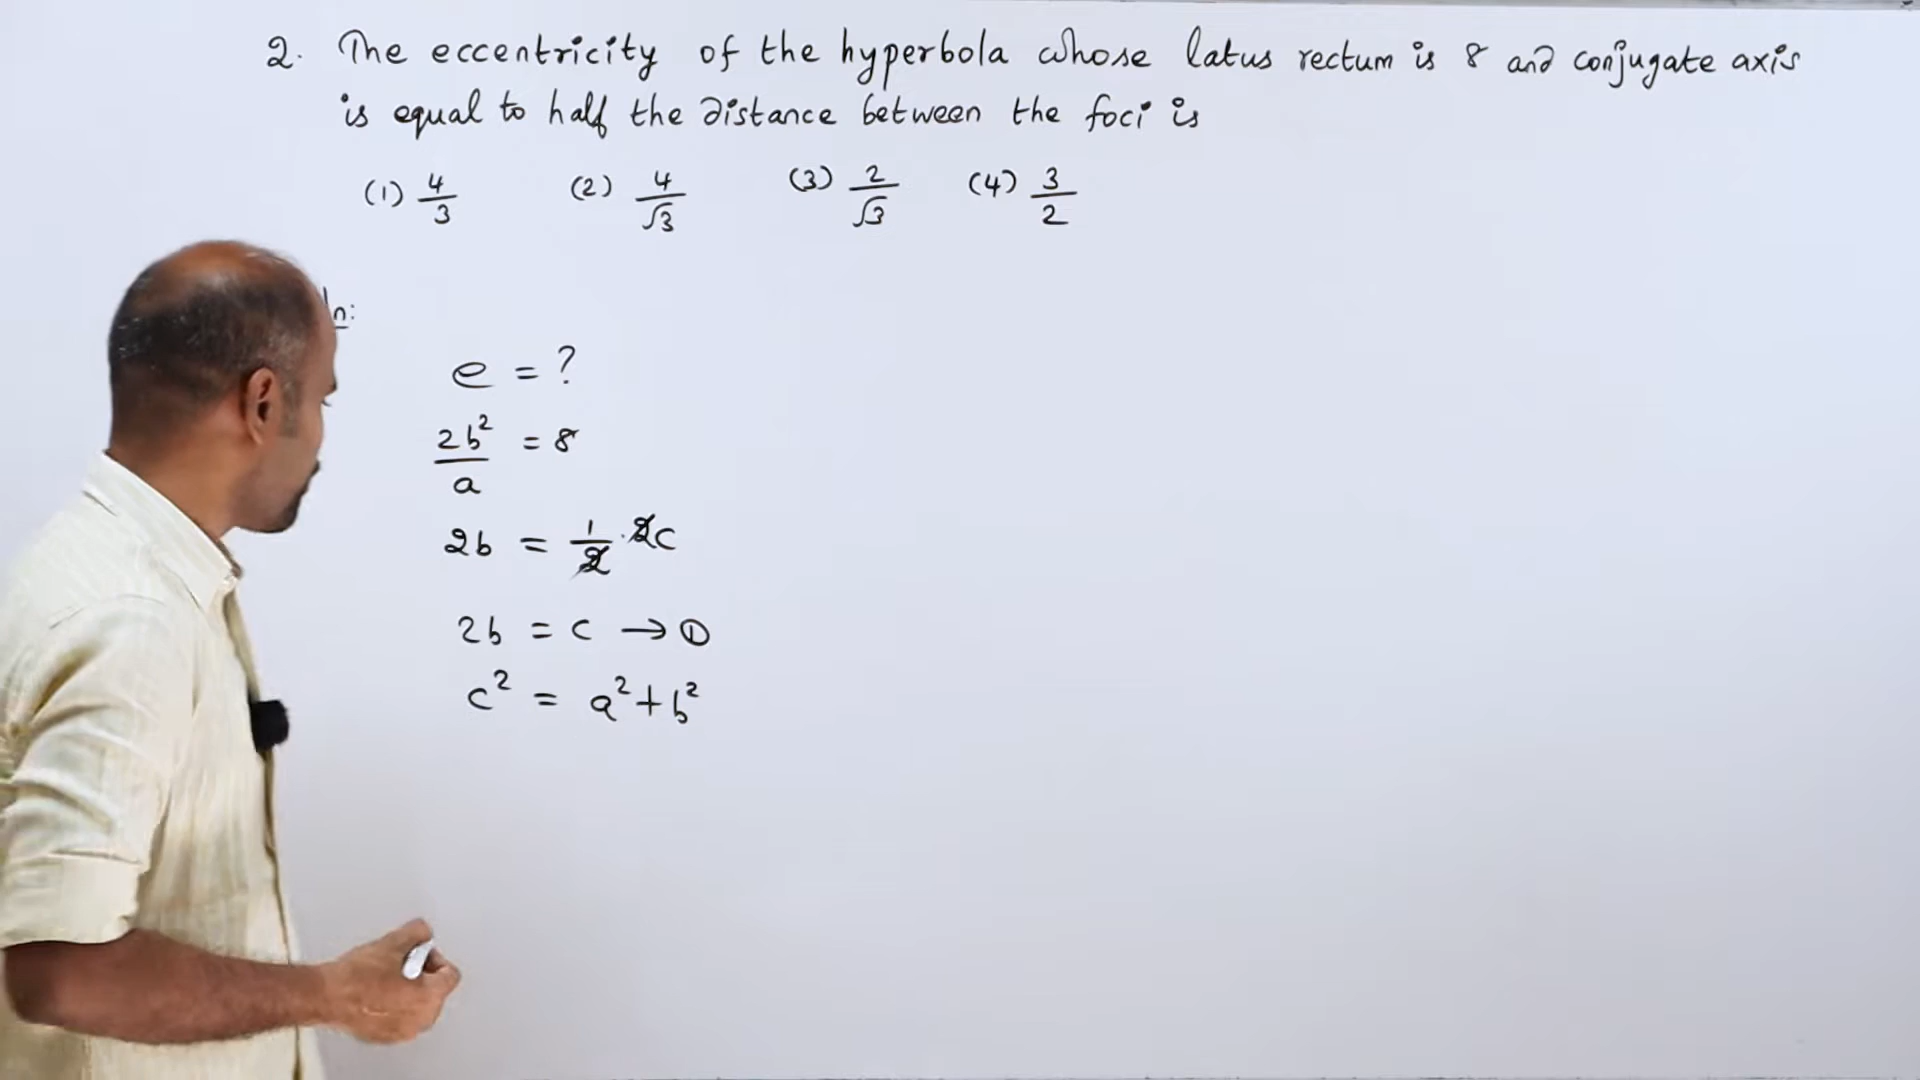 2. The eccentricity of the hyperbola whose latus rectum is 8 and conjugate axis
is equal to half the distance between the foci is
(1) 4/3 (2) 4/√3 (3) 2/√3 (4) 3/2
n:
e = ?
2b²/a = 8
2b = 1/2 · 2c
2b = c → ①
c² = a² + b²